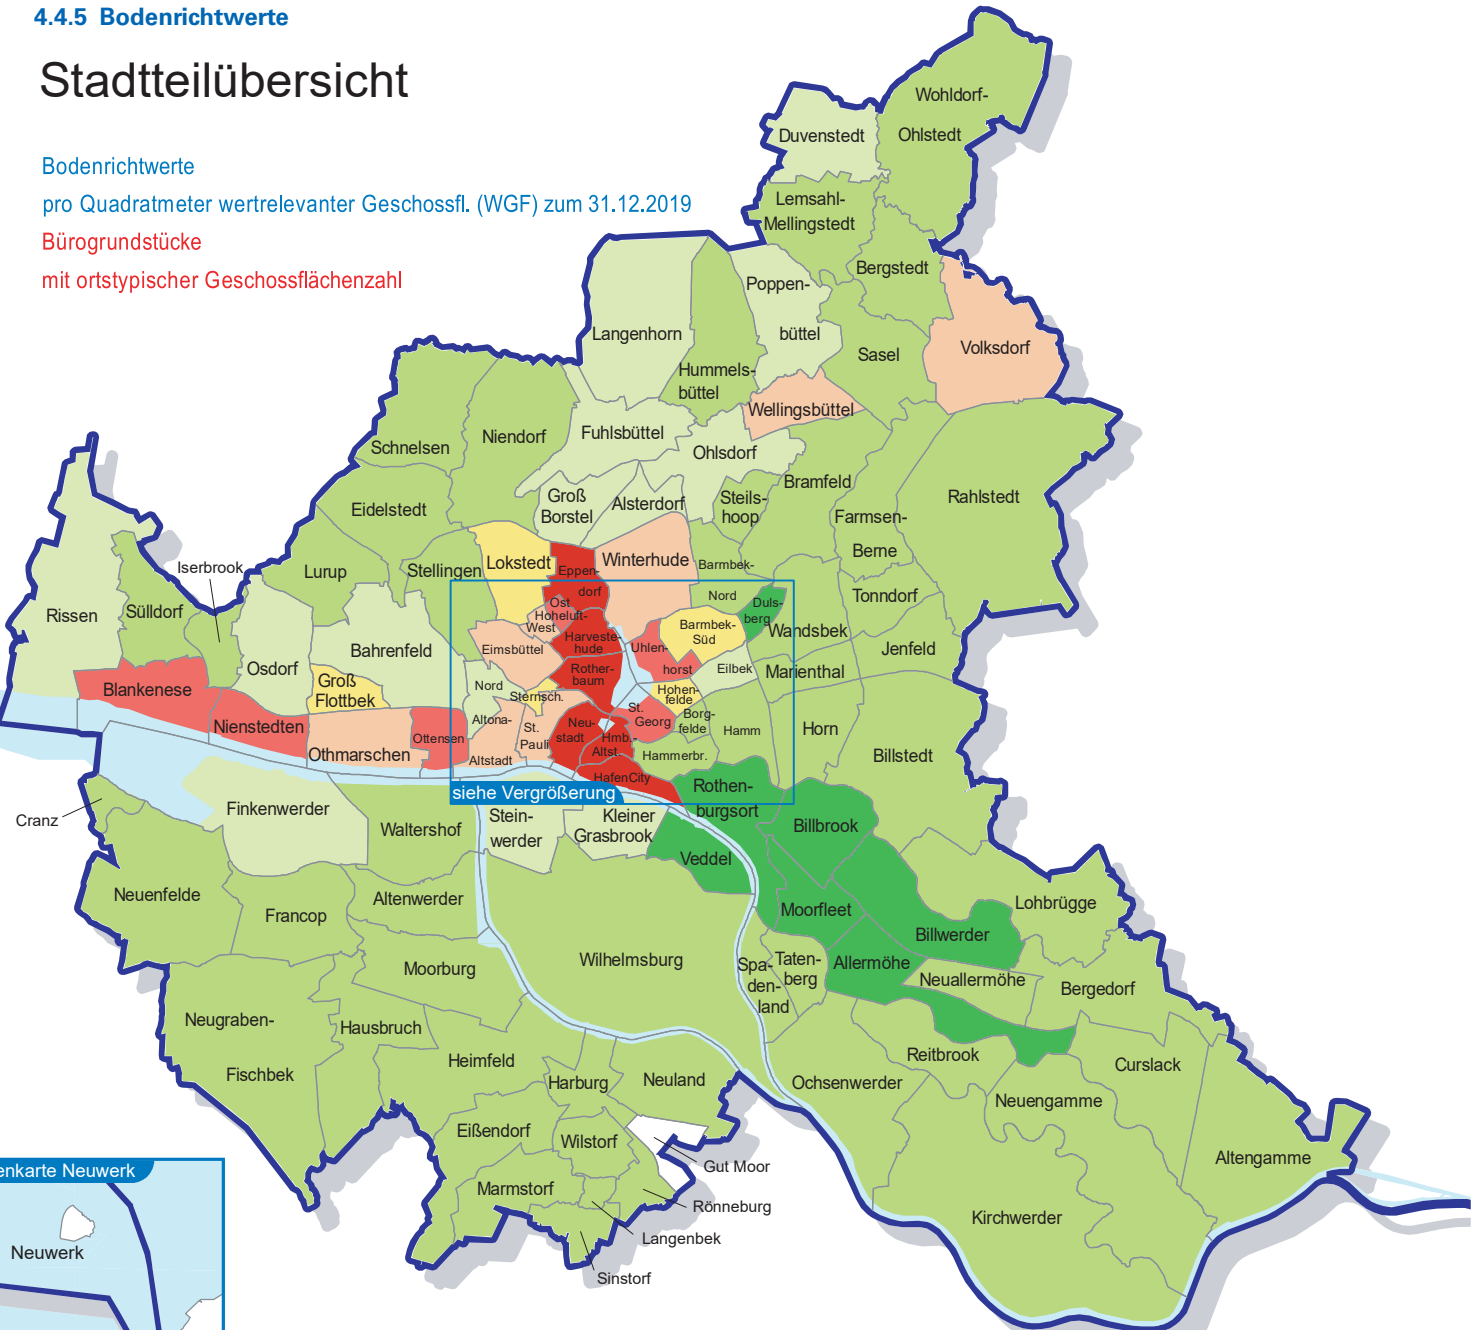 4.4.5 Bodenrichtwerte
Stadtteilübersicht
Bodenrichtwerte
pro Quadratmeter wertrelevanter Geschossfl. (WGF) zum 31.12.2019
Bürogrundstücke
mit ortstypischer Geschossflächenzahl
Wohldorf-
Ohlstedt
Duvenstedt
Lemsahl-
Mellingstedt
Bergstedt
Poppen-
büttel
Langenhorn
Hummels-
büttel
Sasel
Volksdorf
Wellingsbüttel
Schnelsen
Niendorf
Fuhlsbüttel
Ohlsdorf
Groß
Borstel
Alsterdorf
Steils-
hoop
Bramfeld
Farmsen-
Berne
Rahlstedt
Eidelstedt
Lokstedt
Winterhude
Barmbek-
Nord
Iserbrook
Lurup
Stellingen
Eppen-
dorf
Ost
Hoheluft-
West
Duls-
berg
Tonndorf
Rissen
Sülldorf
Osdorf
Bahrenfeld
Eimsbüttel
Harveste-
hude
Barmbek-
Süd
Wandsbek
Jenfeld
Uhlen-
horst
Eilbek
Marienthal
Rother-
baum
Blankenese
Groß
Flottbek
Nord
Altona-
Altstadt
Sternsch.
Hohen-
felde
Nienstedten
Othmarschen
Ottensen
St.
Pauli
Neu-
stadt
Hmb.-
Altst.
St.
Georg
Borg-
felde
Hamm
Horn
Billstedt
Hammerbr.
HafenCity
siehe Vergrößerung
Rothen-
burgsort
Billbrook
Cranz
Finkenwerder
Waltershof
Stein-
werder
Kleiner
Grasbrook
Veddel
Neuenfelde
Francop
Altenwerder
Moorfleet
Lohbrügge
Billwerder
Moorburg
Wilhelmsburg
Spa-
den-
land
Taten-
berg
Allermöhe
Neuallermöhe
Bergedorf
Neugraben-
Fischbek
Hausbruch
Heimfeld
Harburg
Neuland
Ochsenwerder
Reitbrook
Curslack
Neuengamme
Eißendorf
Wilstorf
Gut Moor
Altengamme
Marmstorf
Rönneburg
Langenbek
Sinstorf
Kirchwerder
enkarte Neuwerk
Neuwerk